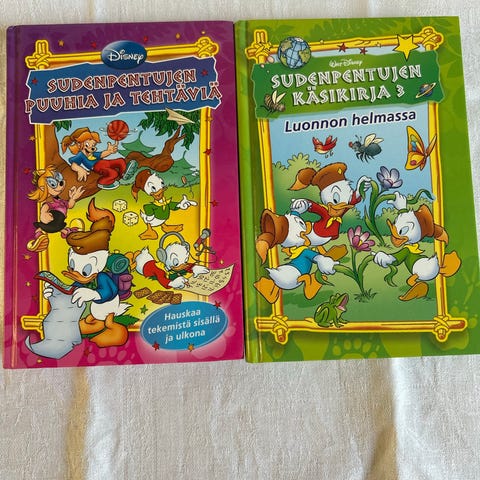 Disney
SUDENPENTUJEN
PUUHIA JA TEHTÄVIÄ
Hauskaa
tekemistä sisällä
ja ulkona
WALT DISNEY
SUDENPENTUJEN
KÄSIKIRJA 3
Luonnon helmassa